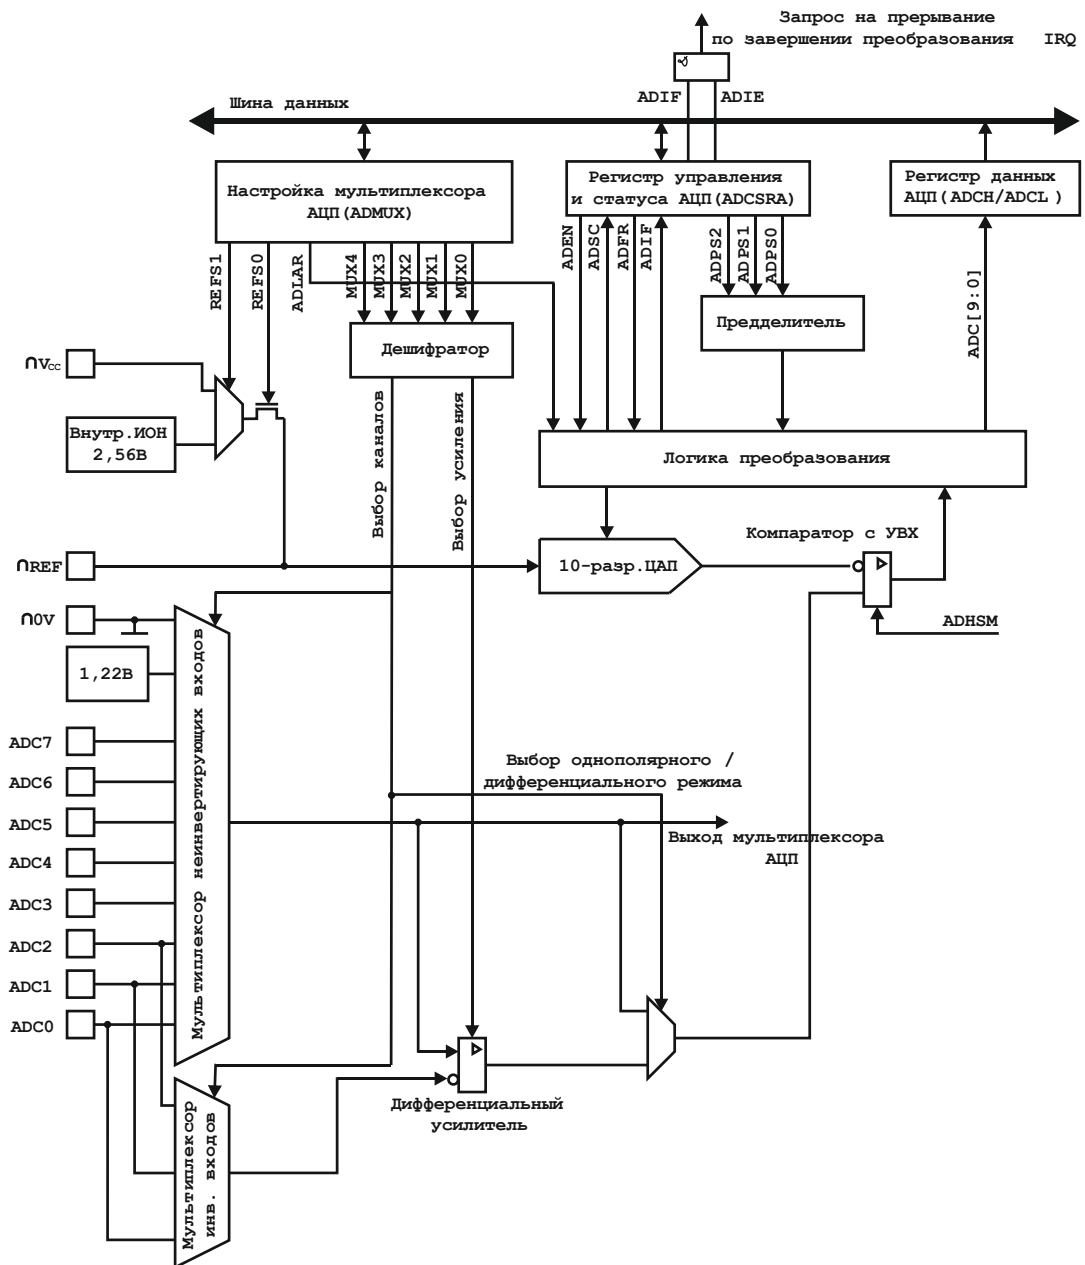 Запрос на прерывание
по завершении преобразования IRQ
&
ADIF ADIE
Шина данных
Настройка мультиплексора
АЦП(ADMUX)
Регистр управления
и статуса АЦП(ADCSRA)
Регистр данных
АЦП(ADCH/ADCL)
REFS1
REFS0
ADLAR
MUX4
MUX3
MUX2
MUX1
MUX0
ADEN
ADSC
ADFR
ADIF
ADPS2
ADPS1
ADPS0
ADC[9:0]
Дешифратор
Предделитель
∩Vcc
Внутр.ИОН
2,56В
Выбор каналов
Выбор усиления
Логика преобразования
Компаратор с УВХ
∩REF
10-разр.ЦАП
∩0V
ADHSM
1,22В
Мультиплексор неинвертирующих входов
ADC7
ADC6
ADC5
ADC4
ADC3
ADC2
ADC1
ADC0
Выбор однополярного /
дифференциального режима
Выход мультиплексора
АЦП
Дифференциальный
усилитель
Мультиплексор
инв. входов